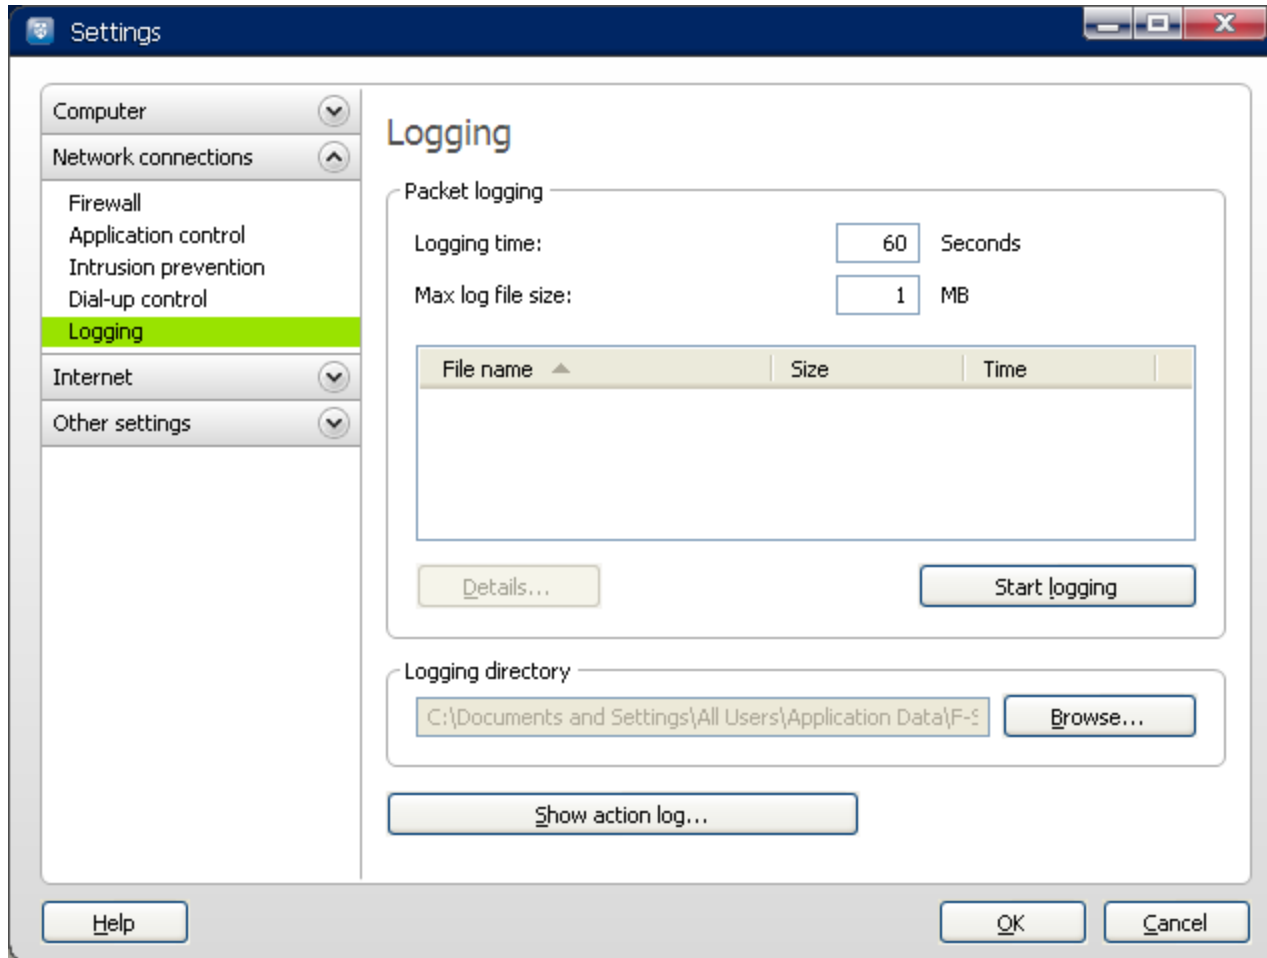 Settings
Computer
Network connections
Firewall
Application control
Intrusion prevention
Dial-up control
Logging
Internet
Other settings
Logging
Packet logging
Logging time: 60 Seconds
Max log file size: 1 MB
File name Size Time
Details...
Start logging
Logging directory
C:\Documents and Settings\All Users\Application Data\F-S
Browse...
Show action log...
Help
OK
Cancel